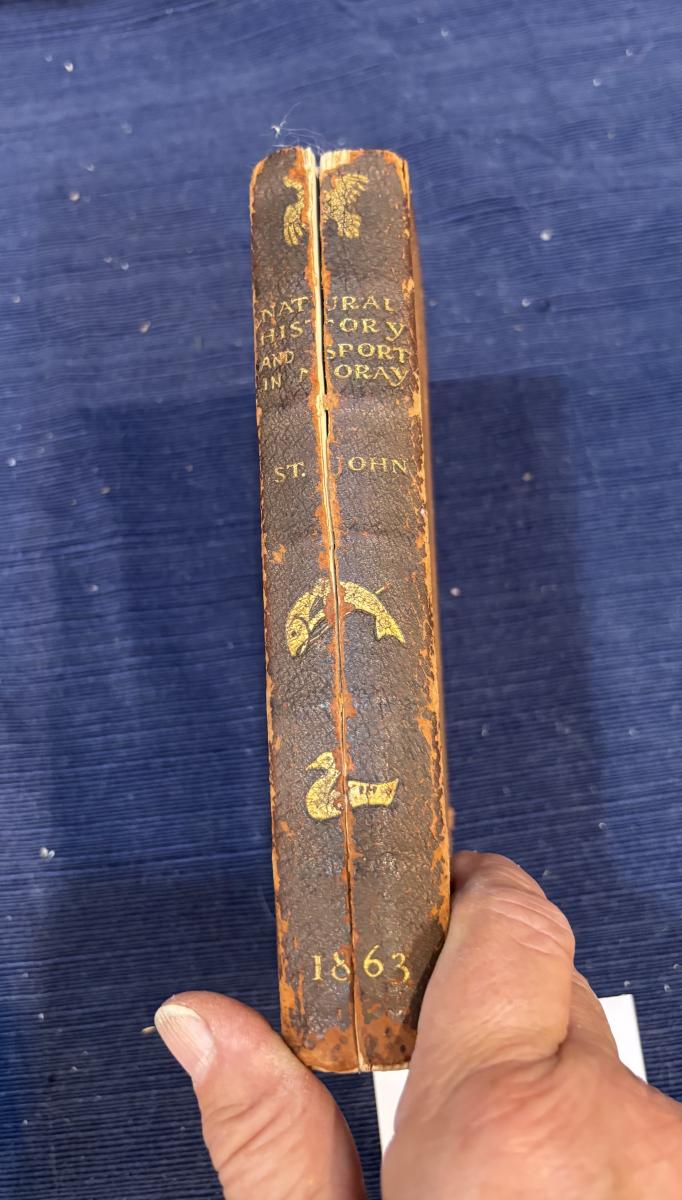 NATURAL
HISTORY
AND SPORT
IN MORAY
ST. JOHN
1863